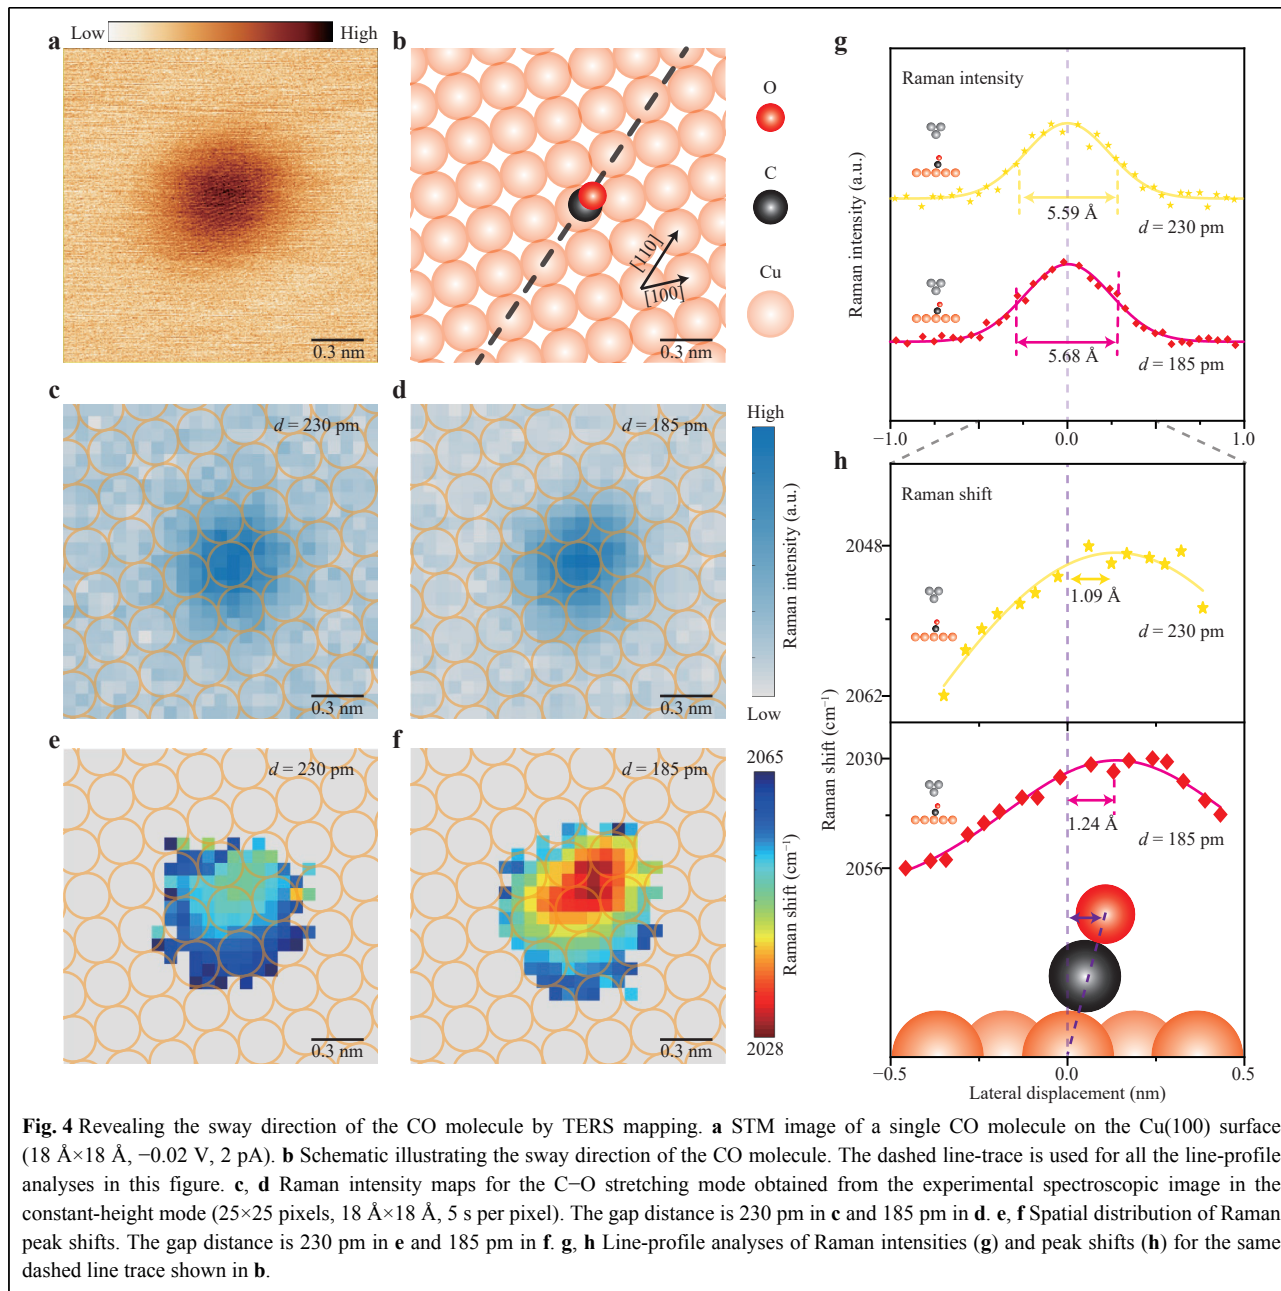 Low
High
a
0.3 nm
b
[110]
[100]
0.3 nm
O
C
Cu
c
d = 230 pm
0.3 nm
d
d = 185 pm
0.3 nm
High
Raman intensity (a.u.)
Low
e
d = 230 pm
0.3 nm
f
d = 185 pm
0.3 nm
2065
Raman shift (cm⁻¹)
2028
g
Raman intensity
Raman intensity (a.u.)
5.59 Å
d = 230 pm
5.68 Å
d = 185 pm
−1.0
0.0
1.0
h
Raman shift
2048
1.09 Å
d = 230 pm
2062
Raman shift (cm⁻¹)
2030
1.24 Å
d = 185 pm
2056
−0.5
0.0
0.5
Lateral displacement (nm)
Fig. 4 Revealing the sway direction of the CO molecule by TERS mapping. a STM image of a single CO molecule on the Cu(100) surface
(18 Å×18 Å, −0.02 V, 2 pA). b Schematic illustrating the sway direction of the CO molecule. The dashed line-trace is used for all the line-profile
analyses in this figure. c, d Raman intensity maps for the C−O stretching mode obtained from the experimental spectroscopic image in the
constant-height mode (25×25 pixels, 18 Å×18 Å, 5 s per pixel). The gap distance is 230 pm in c and 185 pm in d. e, f Spatial distribution of Raman
peak shifts. The gap distance is 230 pm in e and 185 pm in f. g, h Line-profile analyses of Raman intensities (g) and peak shifts (h) for the same
dashed line trace shown in b.